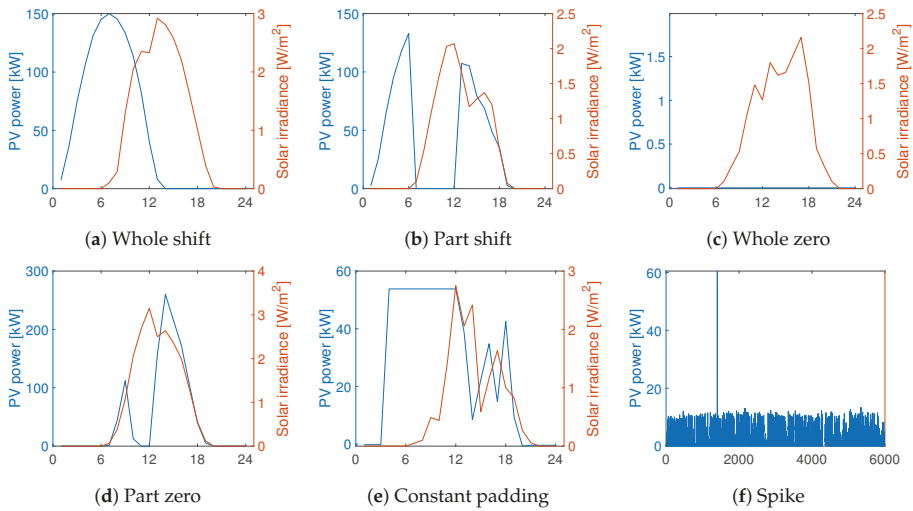 150 100 50 0
PV power [kW]
0 6 12 18 24
3 2 1 0
Solar irradiance [W/m²]
(a) Whole shift
150 100 50 0
PV power [kW]
0 6 12 18 24
2.5 2 1.5 1 0.5 0
Solar irradiance [W/m²]
(b) Part shift
1.5 1 0.5 0
PV power [kW]
0 6 12 18 24
2.5 2 1.5 1 0.5 0
Solar irradiance [W/m²]
(c) Whole zero
300 200 100 0
PV power [kW]
0 6 12 18 24
4 3 2 1 0
Solar irradiance [W/m²]
(d) Part zero
60 40 20 0
PV power [kW]
0 6 12 18 24
3 2 1 0
Solar irradiance [W/m²]
(e) Constant padding
60 40 20 0
PV power [kW]
0 2000 4000 6000
(f) Spike